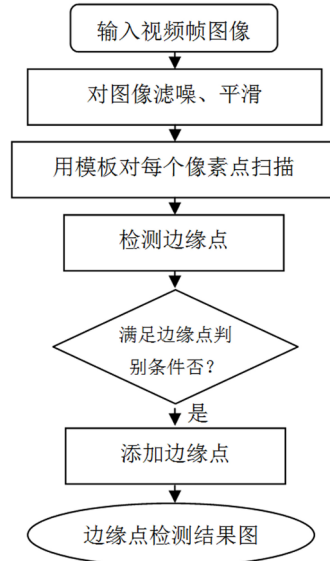 输入视频帧图像
对图像滤噪、平滑
用模板对每个像素点扫描
检测边缘点
满足边缘点判
别条件否?
是
添加边缘点
边缘点检测结果图